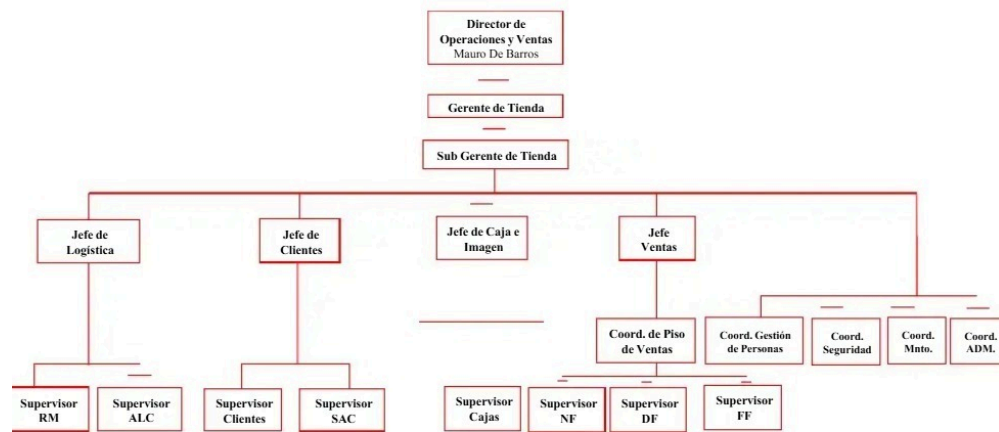 Director de
Operaciones y Ventas
Mauro De Barros
Gerente de Tienda
Sub Gerente de Tienda
Jefe de
Logística
Jefe de
Clientes
Jefe de Caja e
Imagen
Jefe
Ventas
Coord. de Piso
de Ventas
Coord. Gestión
de Personas
Coord.
Seguridad
Coord.
Mnto.
Coord.
ADM.
Supervisor
RM
Supervisor
ALC
Supervisor
Clientes
Supervisor
SAC
Supervisor
Cajas
Supervisor
NF
Supervisor
DF
Supervisor
FF